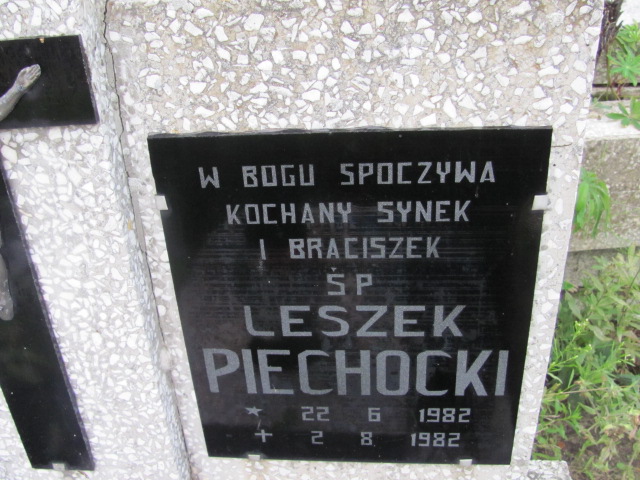 W BOGU SPOCZYWA
KOCHANY SYNEK
I BRACISZEK
ŚP
LESZEK
PIECHOCKI
* 22 6 1982
+ 2 8 1982